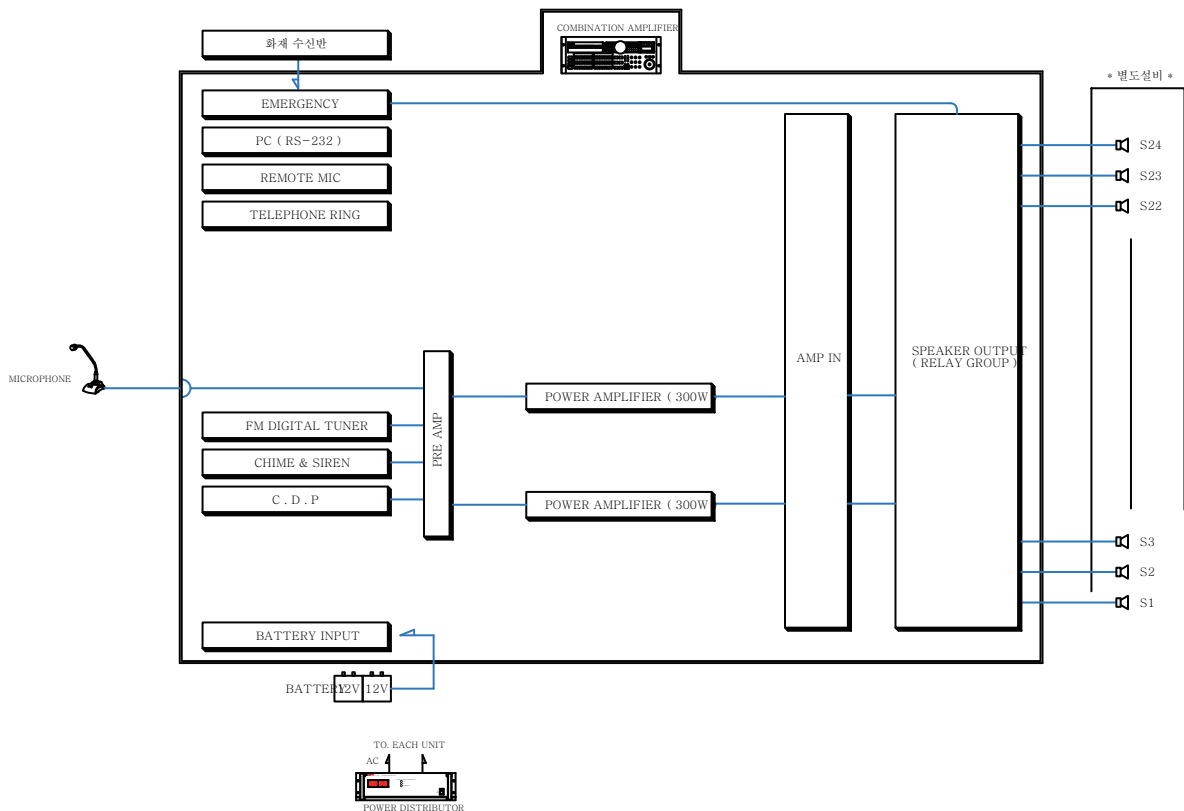 COMBINATION AMPLIFIER
화재 수신반
* 별도설비 *
EMERGENCY
PC ( RS-232 )
REMOTE MIC
TELEPHONE RING
S24
S23
S22
MICROPHONE
FM DIGITAL TUNER
CHIME & SIREN
C . D . P
PRE AMP
POWER AMPLIFIER ( 300W
POWER AMPLIFIER ( 300W
AMP IN
SPEAKER OUTPUT
( RELAY GROUP )
S3
S2
S1
BATTERY INPUT
BATTERY
12V
12V
TO. EACH UNIT
AC
POWER DISTRIBUTOR